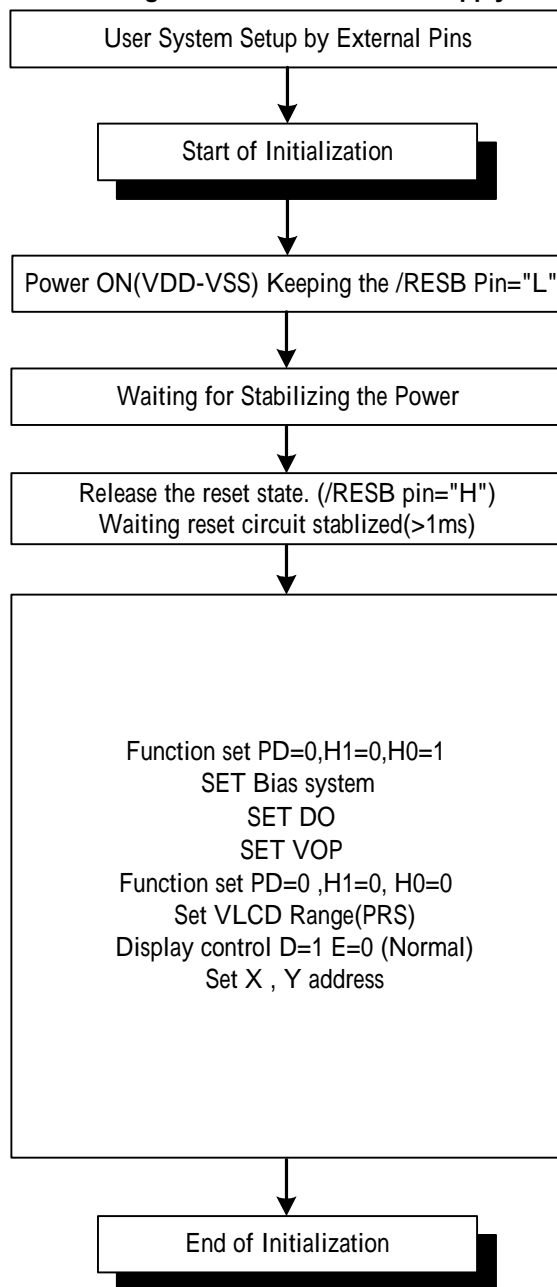 User System Setup by External Pins
Start of Initialization
Power ON(VDD-VSS) Keeping the /RESB Pin="L"
Waiting for Stabilizing the Power
Release the reset state. (/RESB pin="H")
Waiting reset circuit stablized(>1ms)
Function set PD=0,H1=0,H0=1
SET Bias system
SET DO
SET VOP
Function set PD=0 ,H1=0, H0=0
Set VLCD Range(PRS)
Display control D=1 E=0 (Normal)
Set X , Y address
End of Initialization